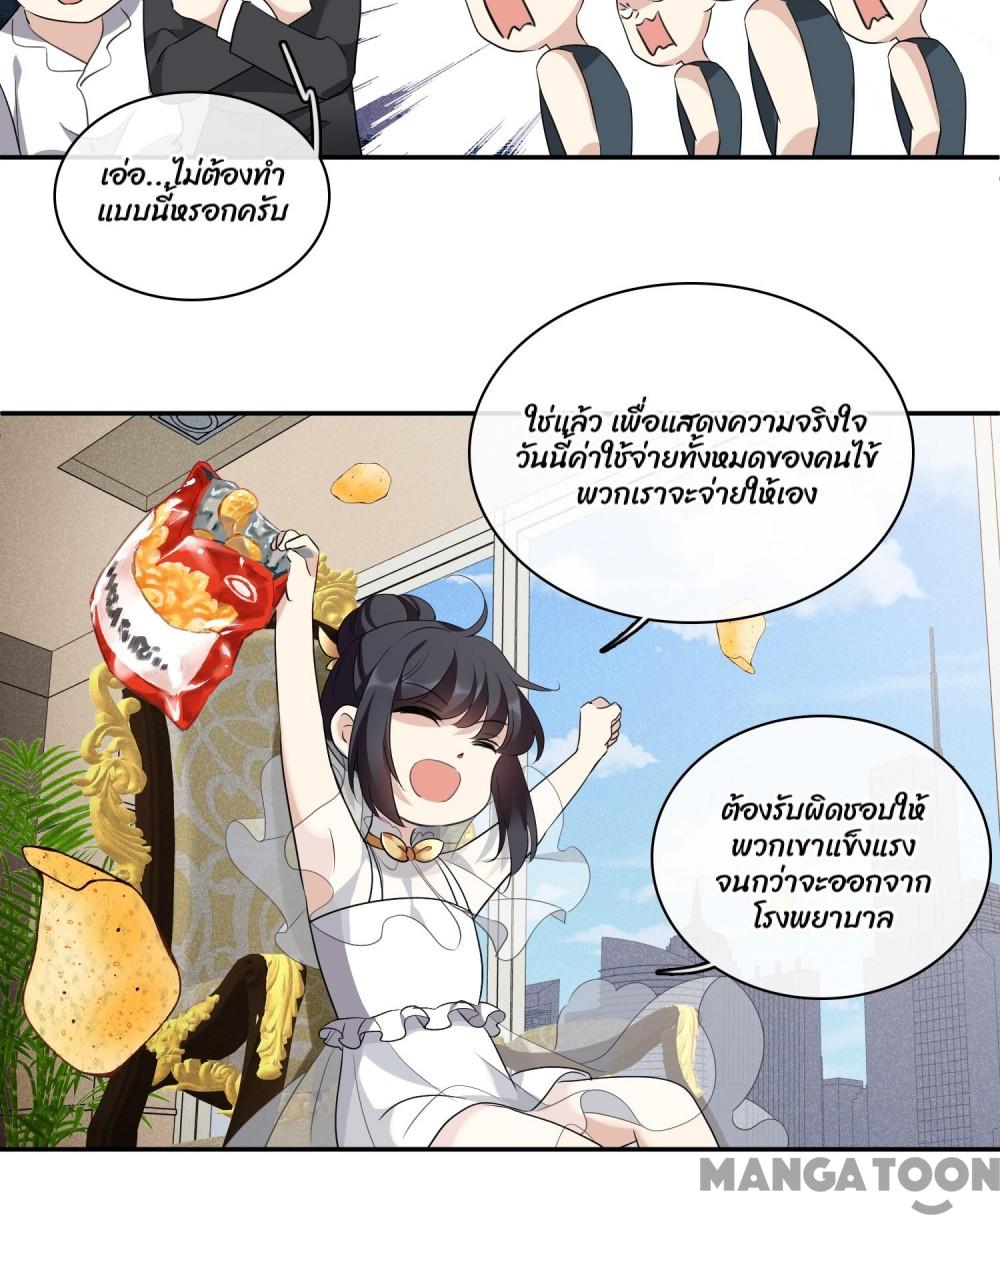 เอ่อ...ไม่ต้องทำ
แบบนี้หรอกครับ
ใช่แล้ว เพื่อแสดงความจริงใจ
วันนี้ค่าใช้จ่ายทั้งหมดของคนไข้
พวกเราจะจ่ายให้เอง
ต้องรับผิดชอบให้
พวกเขาแข็งแรง
จนกว่าจะออกจาก
โรงพยาบาล
MANGATOON